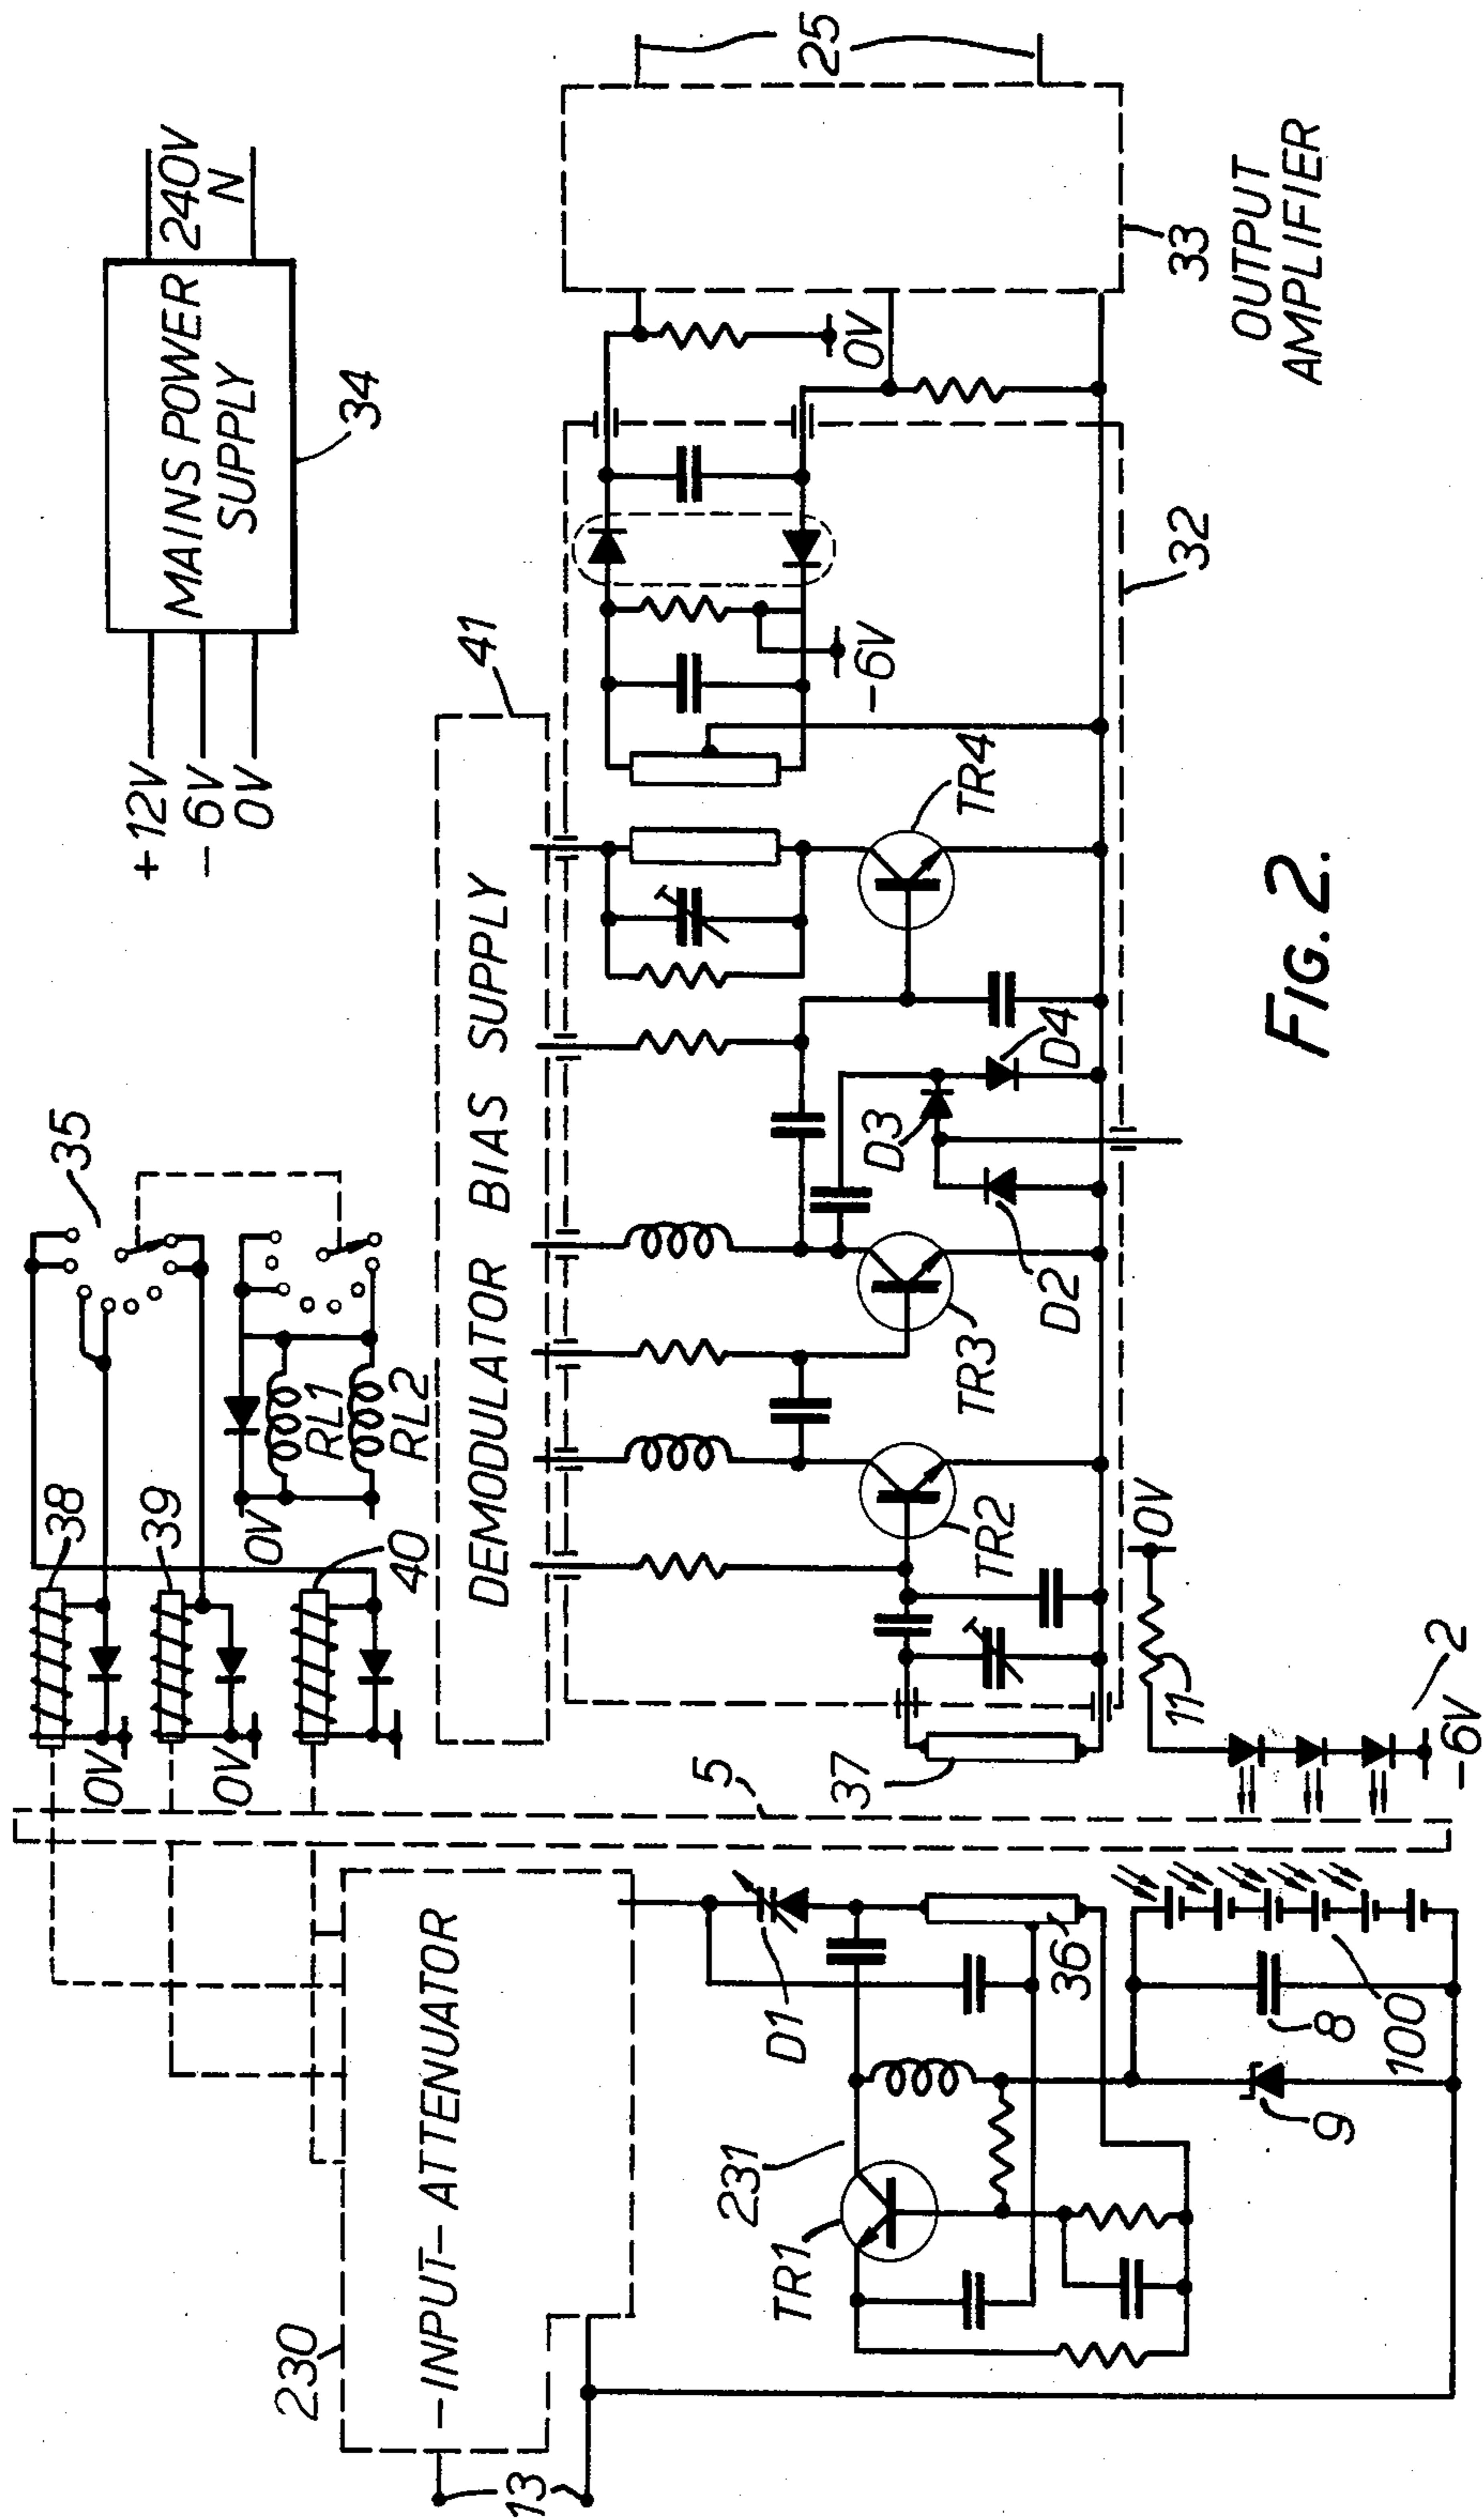 +12V
-6V
0V
MAINS POWER
SUPPLY
240V
N
34
35
38
39
40
0V
0V
0V
RL1
RL2
41
DEMODULATOR BIAS SUPPLY
25
33
OUTPUT
AMPLIFIER
0V
-6V
32
TR4
D4
D3
D2
TR3
TR2
37
5
0V
11
2
-6V
230
INPUT-ATTENUATOR
13
231
TR1
D1
36
8
9
100
FIG. 2.